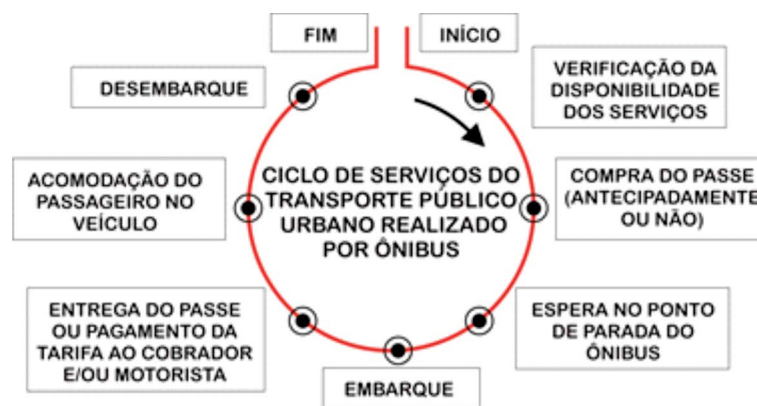 FIM
INÍCIO
VERIFICAÇÃO DA
DISPONIBILIDADE
DOS SERVIÇOS
COMPRA DO PASSE
(ANTECIPADAMENTE
OU NÃO)
ESPERA NO PONTO
DE PARADA DO
ÔNIBUS
EMBARQUE
ENTREGA DO PASSE
OU PAGAMENTO DA
TARIFA AO COBRADOR
E/OU MOTORISTA
ACOMODAÇÃO DO
PASSAGEIRO NO
VEÍCULO
DESEMBARQUE
CICLO DE SERVIÇOS DO
TRANSPORTE PÚBLICO
URBANO REALIZADO
POR ÔNIBUS